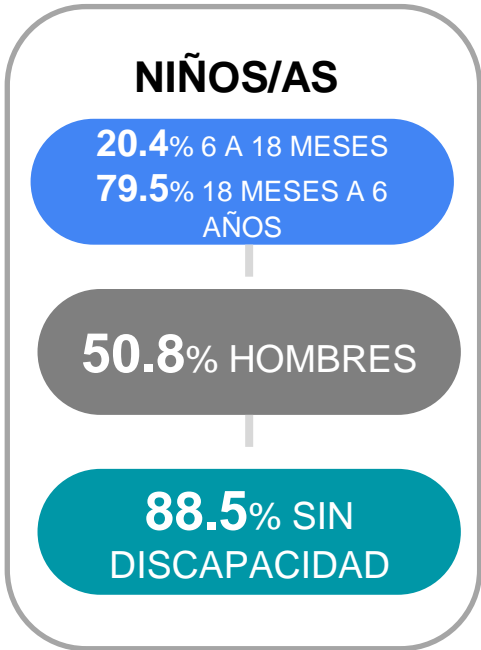 NIÑOS/AS
20.4% 6 A 18 MESES
79.5% 18 MESES A 6
AÑOS
50.8% HOMBRES
88.5% SIN
DISCAPACIDAD